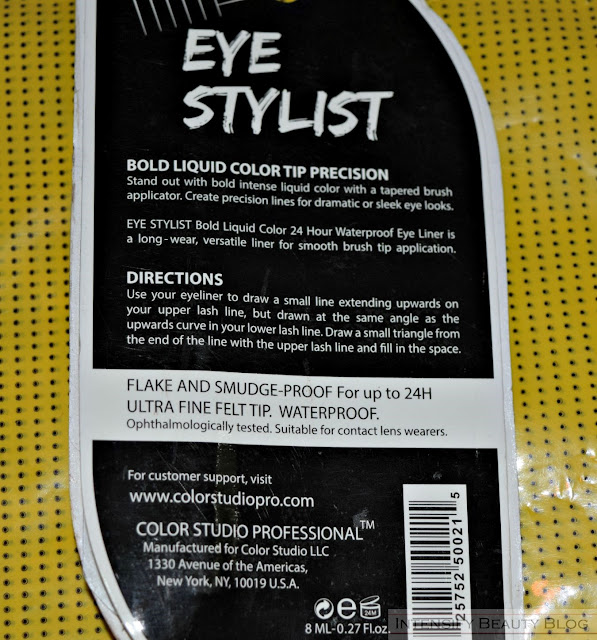 EYE
STYLIST
BOLD LIQUID COLOR TIP PRECISION
Stand out with bold intense liquid color with a tapered brush
applicator. Create precision lines for dramatic or sleek eye looks.
EYE STYLIST Bold Liquid Color 24 Hour Waterproof Eye Liner is
a long-wear, versatile liner for smooth brush tip application.
DIRECTIONS
Use your eyeliner to draw a small line extending upwards on
your upper lash line, but drawn at the same angle as the
upwards curve in your lower lash line. Draw a small triangle from
the end of the line with the upper lash line and fill in the space.
FLAKE AND SMUDGE-PROOF For up to 24H
ULTRA FINE FELT TIP. WATERPROOF.
Ophthalmologically tested. Suitable for contact lens wearers.
For customer support, visit
www.colorstudiopro.com
COLOR STUDIO PROFESSIONAL™
Manufactured for Color Studio LLC
1330 Avenue of the Americas,
New York, NY, 10019 U.S.A.
24M
8 ML-0.27 Fl.oz.
25752 50021 5
INTENSIFY BEAUTY BLOG